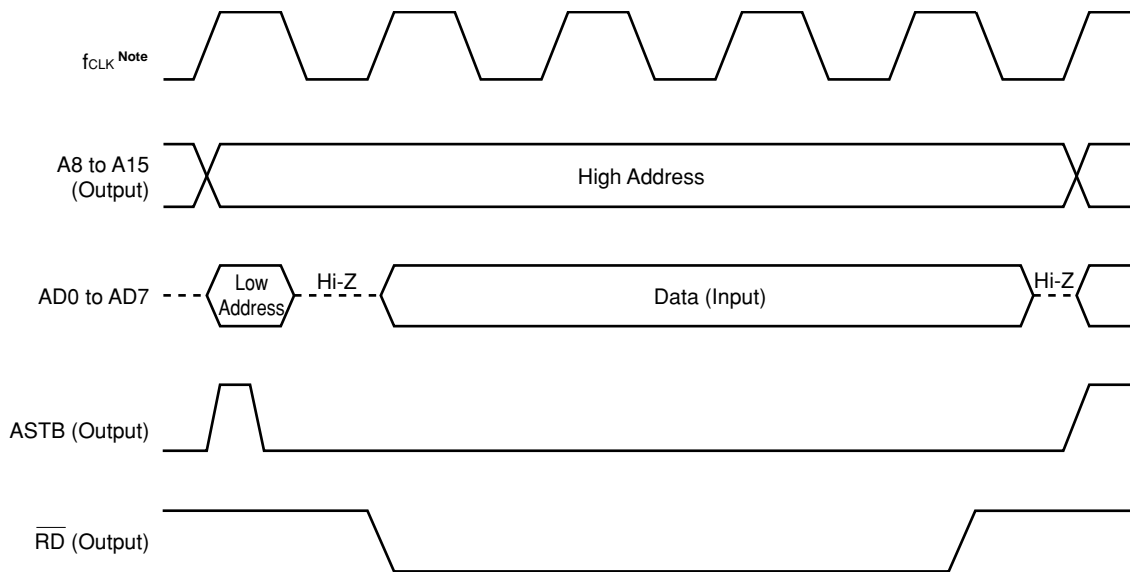 fCLK Note
A8 to A15
(Output)
High Address
AD0 to AD7
Low
Address
Hi-Z
Data (Input)
Hi-Z
ASTB (Output)
RD (Output)